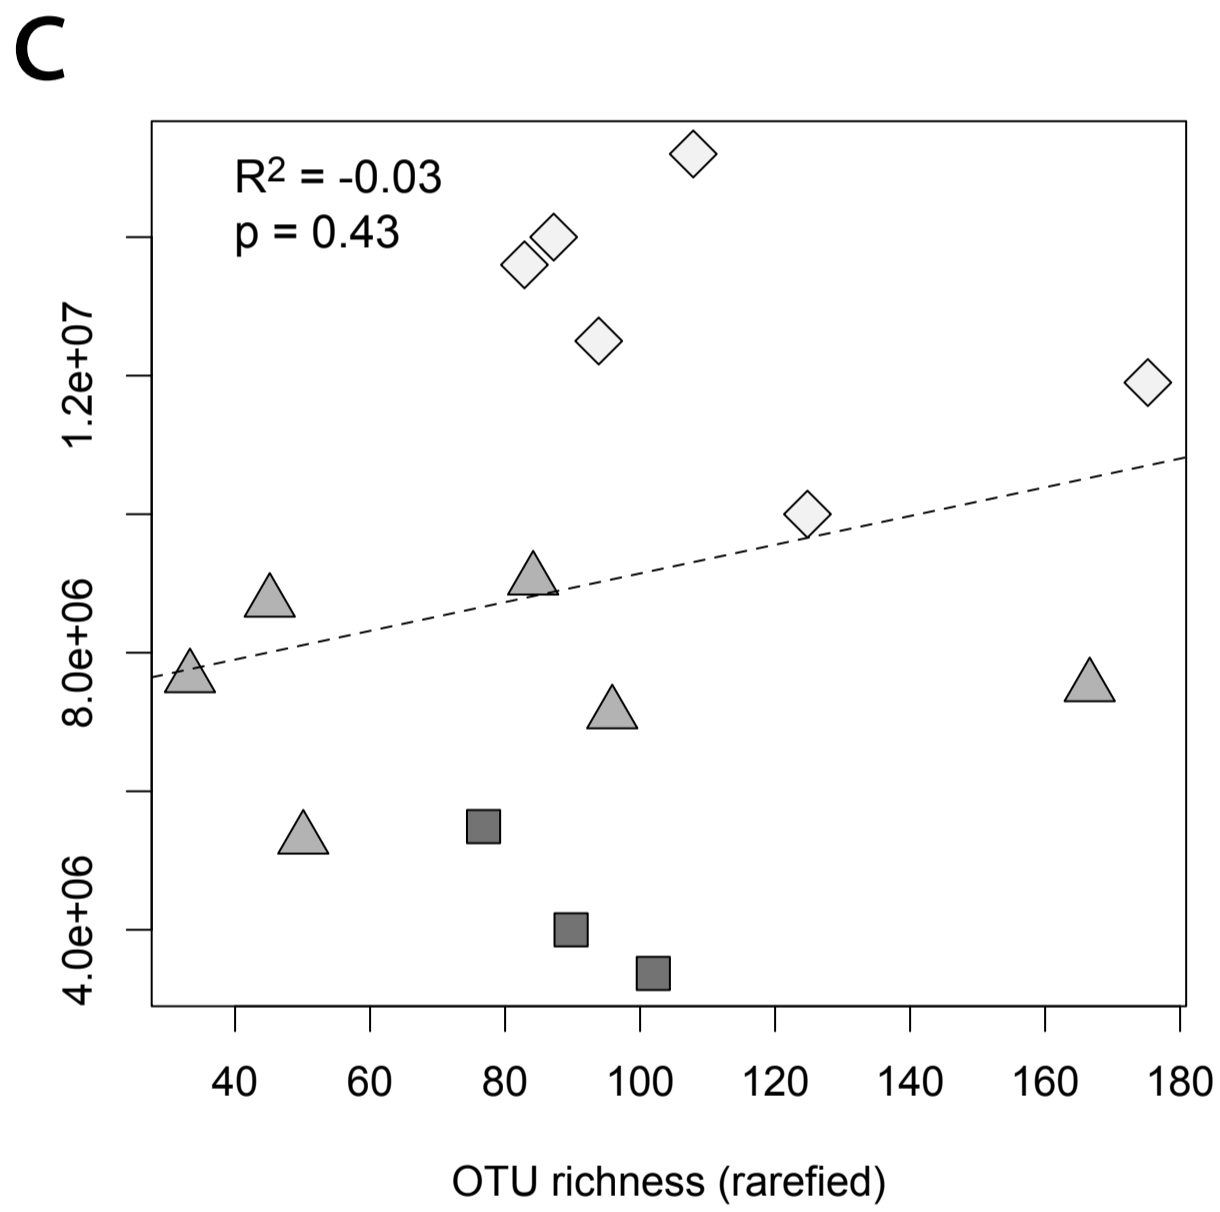 C
R² = -0.03
p = 0.43
1.2e+07
8.0e+06
4.0e+06
40 60 80 100 120 140 160 180
OTU richness (rarefied)